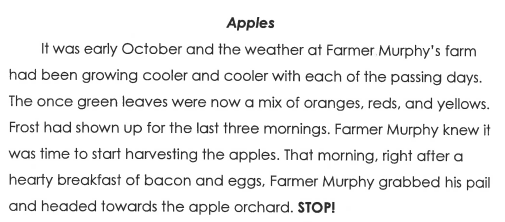 Apples
It was early October and the weather at Farmer Murphy's farm
had been growing cooler and cooler with each of the passing days.
The once green leaves were now a mix of oranges, reds, and yellows.
Frost had shown up for the last three mornings. Farmer Murphy knew it
was time to start harvesting the apples. That morning, right after a
hearty breakfast of bacon and eggs, Farmer Murphy grabbed his pail
and headed towards the apple orchard. STOP!